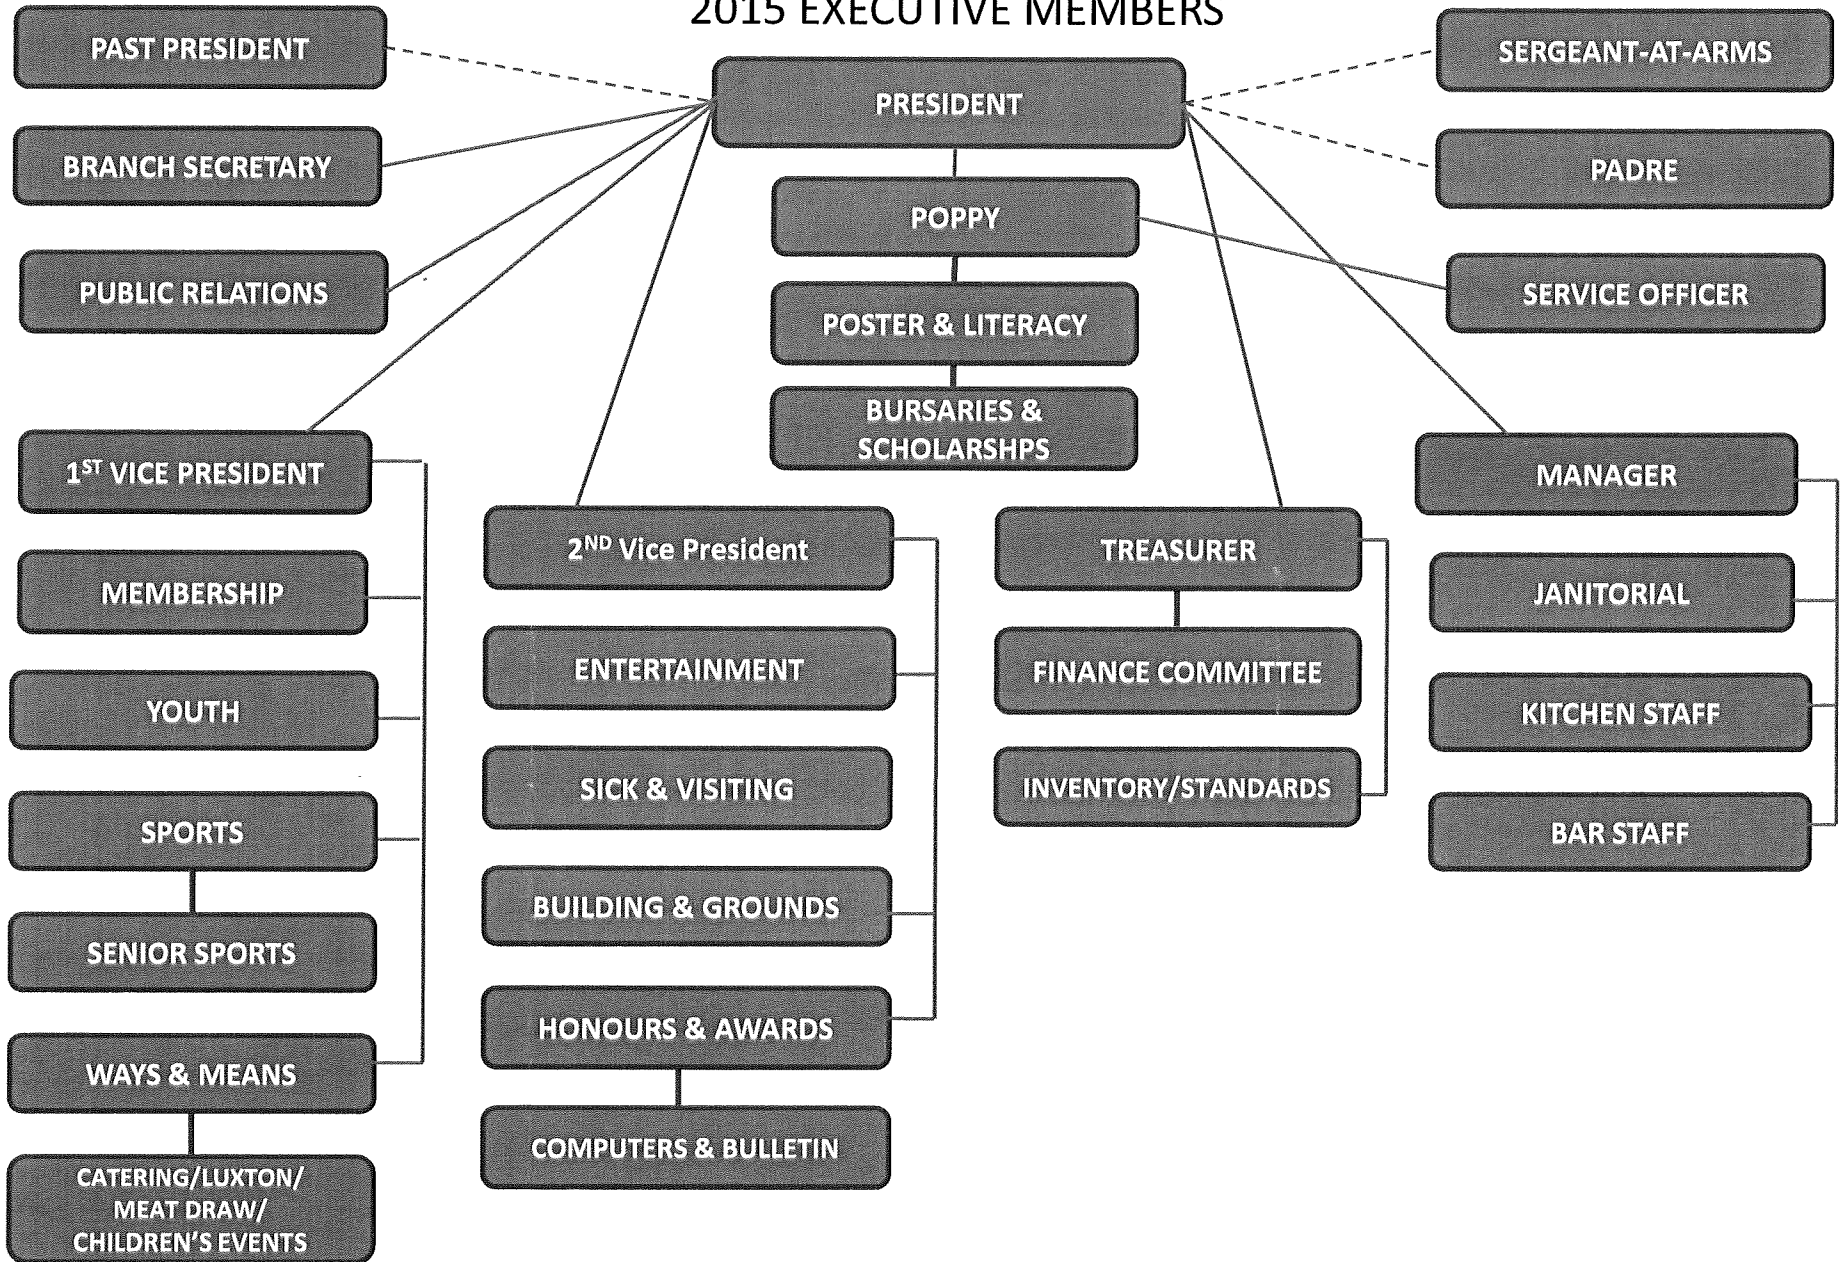 2015 EXECUTIVE MEMBERS
PAST PRESIDENT
PRESIDENT
SERGEANT-AT-ARMS
BRANCH SECRETARY
PADRE
POPPY
PUBLIC RELATIONS
SERVICE OFFICER
POSTER & LITERACY
BURSARIES &
SCHOLARSHPS
1ST VICE PRESIDENT
MEMBERSHIP
YOUTH
SPORTS
SENIOR SPORTS
WAYS & MEANS
CATERING/LUXTON/
MEAT DRAW/
CHILDREN'S EVENTS
2ND Vice President
ENTERTAINMENT
SICK & VISITING
BUILDING & GROUNDS
HONOURS & AWARDS
COMPUTERS & BULLETIN
TREASURER
FINANCE COMMITTEE
INVENTORY/STANDARDS
MANAGER
JANITORIAL
KITCHEN STAFF
BAR STAFF